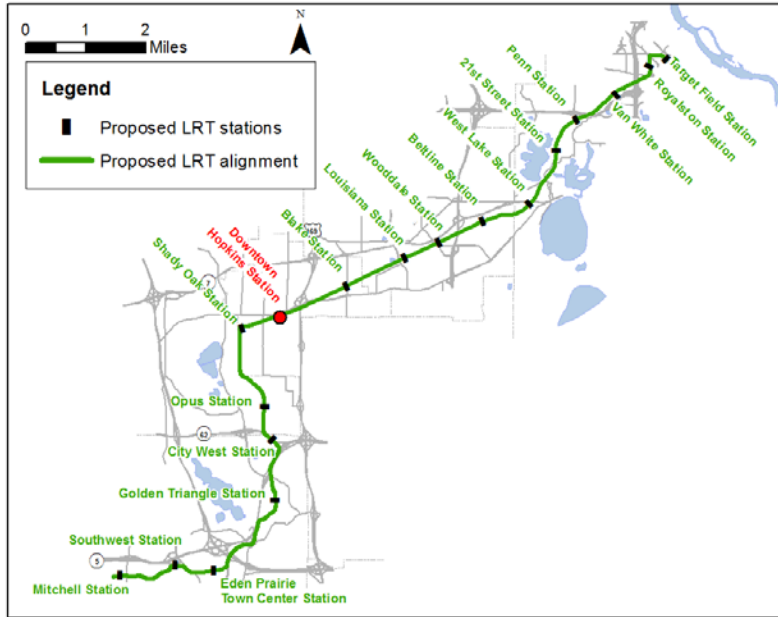 0 1 2
Miles
N
Legend
Proposed LRT stations
Proposed LRT alignment
Target Field Station
Royalston Station
Van White Station
Penn Station
21st Street Station
West Lake Station
Beltline Station
Wooddale Station
Louisiana Station
Blake Station
Downtown
Hopkins Station
Shady Oak Station
169
7
Opus Station
62
City West Station
Golden Triangle Station
Southwest Station
5
Mitchell Station
Eden Prairie
Town Center Station